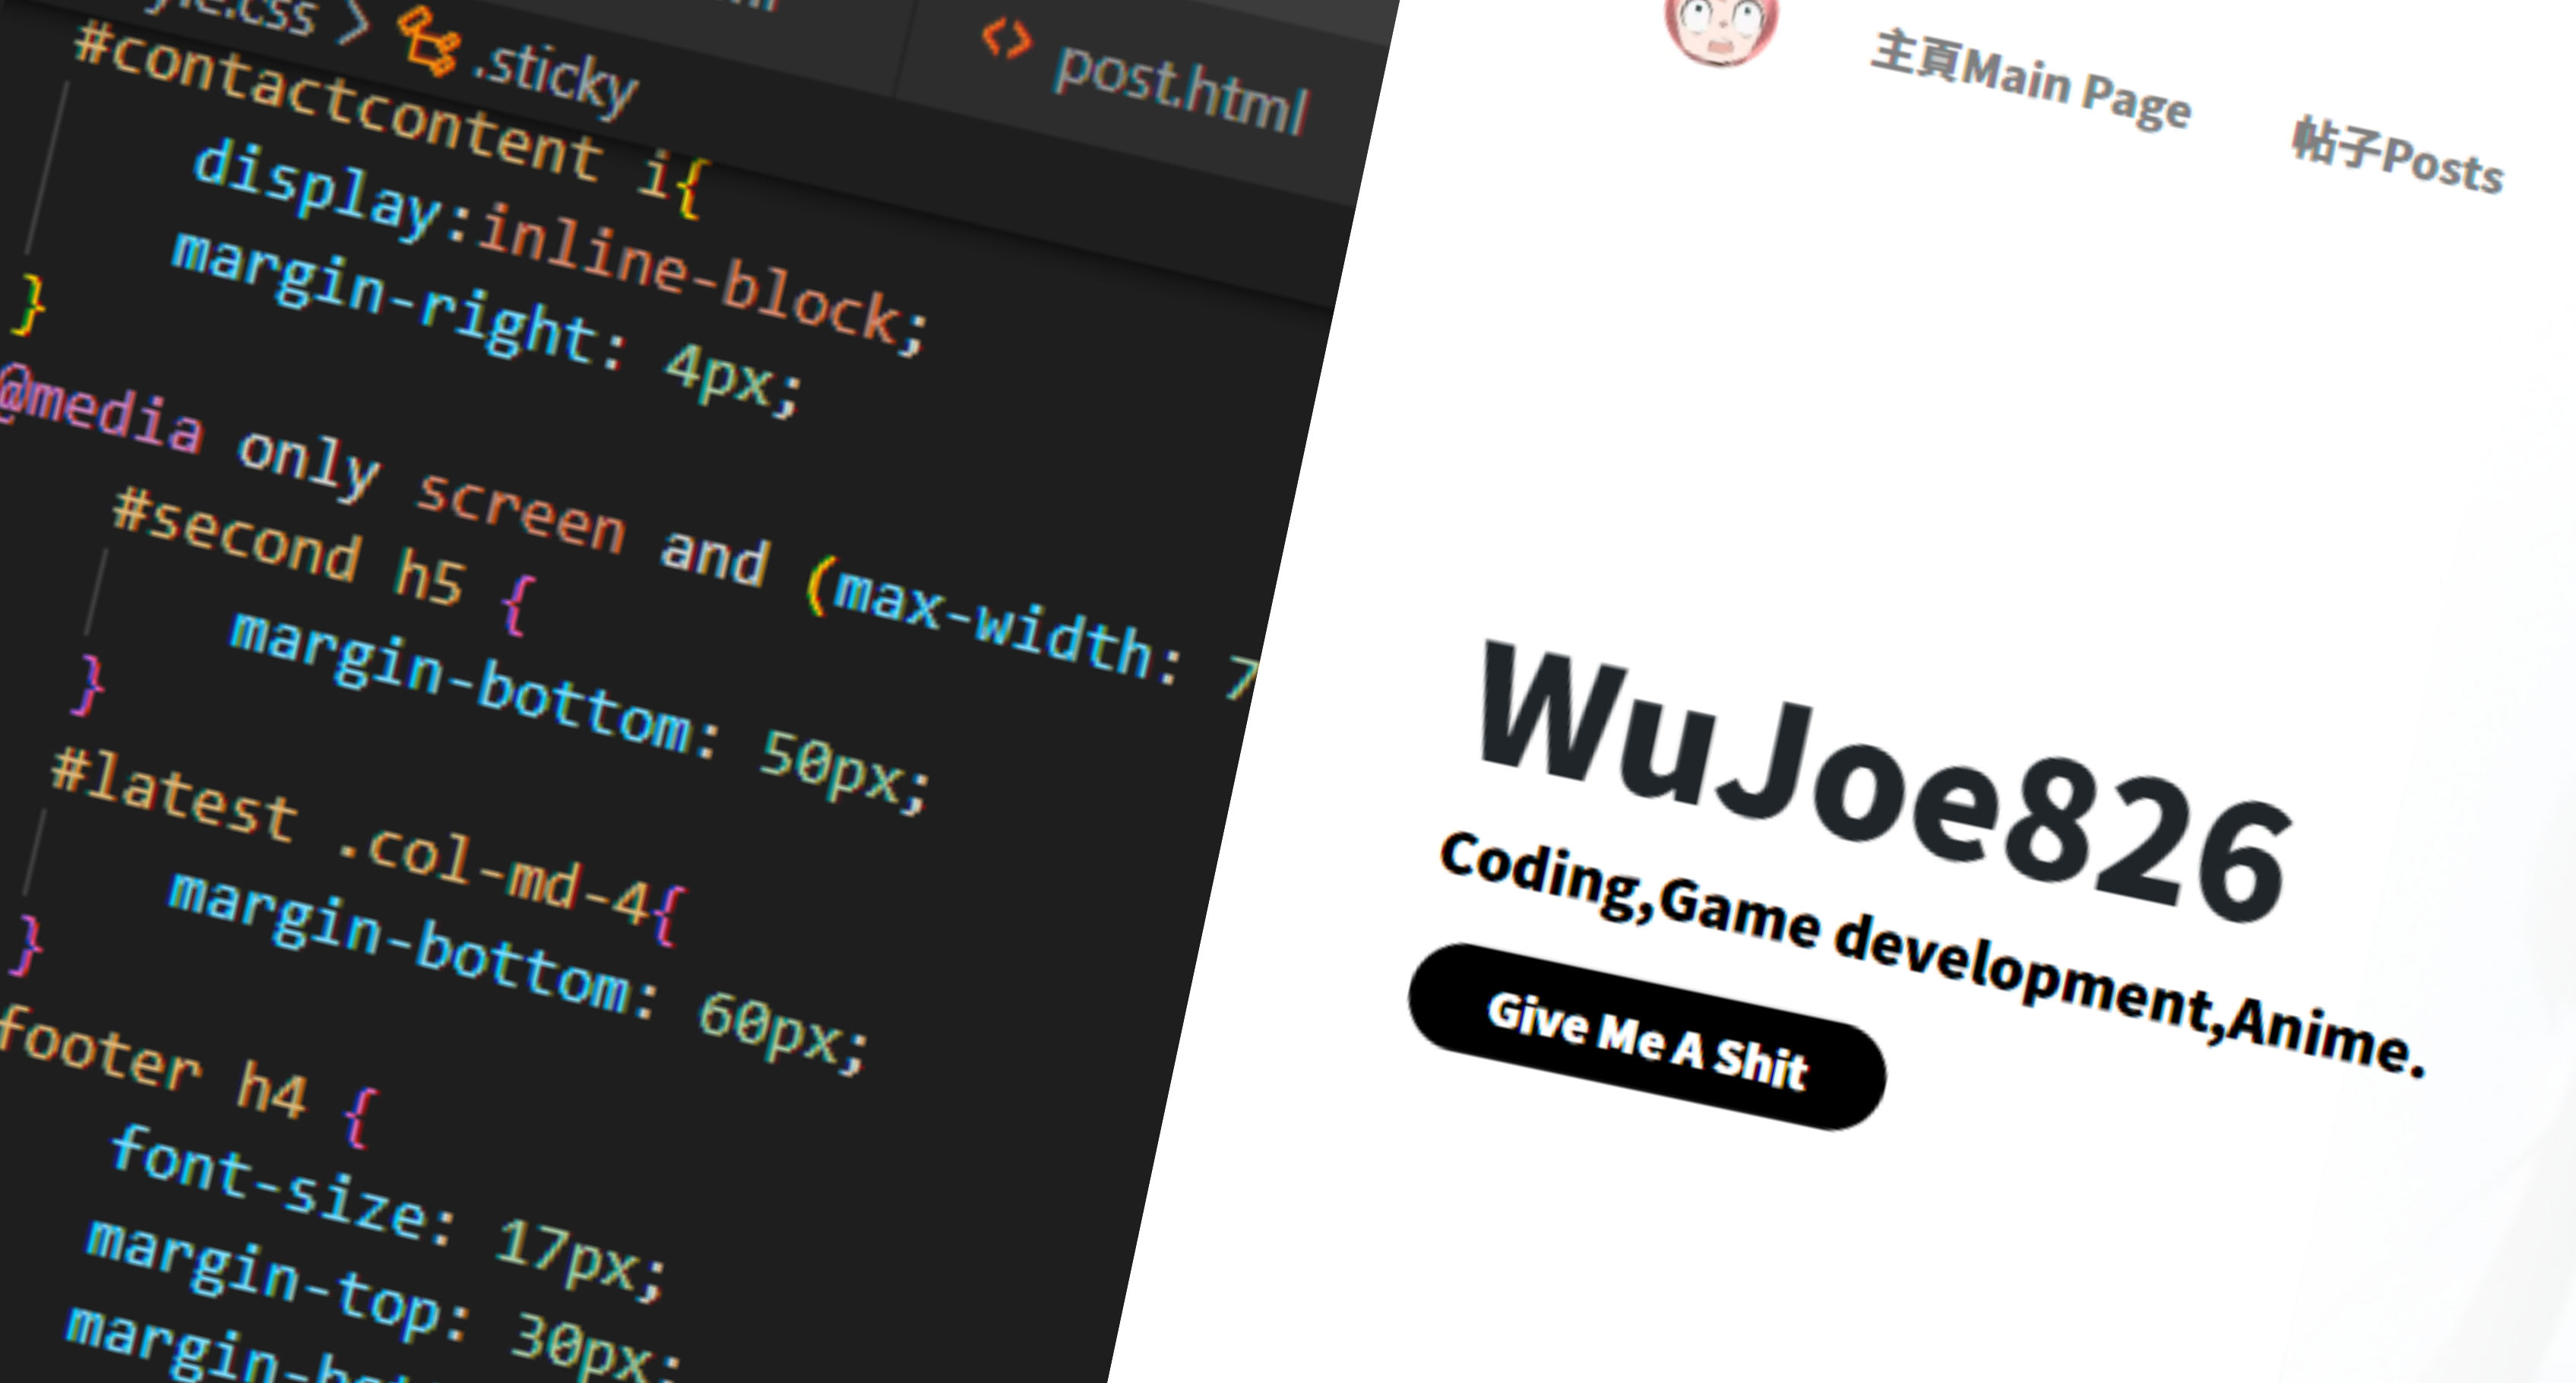 .sticky
post.html
#contactcontent i{
display:inline-block;
margin-right: 4px;
}
@media only screen and (max-width: 7
#second h5 {
margin-bottom: 50px;
}
#latest .col-md-4{
margin-bottom: 60px;
}
footer h4 {
font-size: 17px;
margin-top: 30px;
主頁Main Page
帖子Posts
WuJoe826
Coding,Game development,Anime.
Give Me A Shit